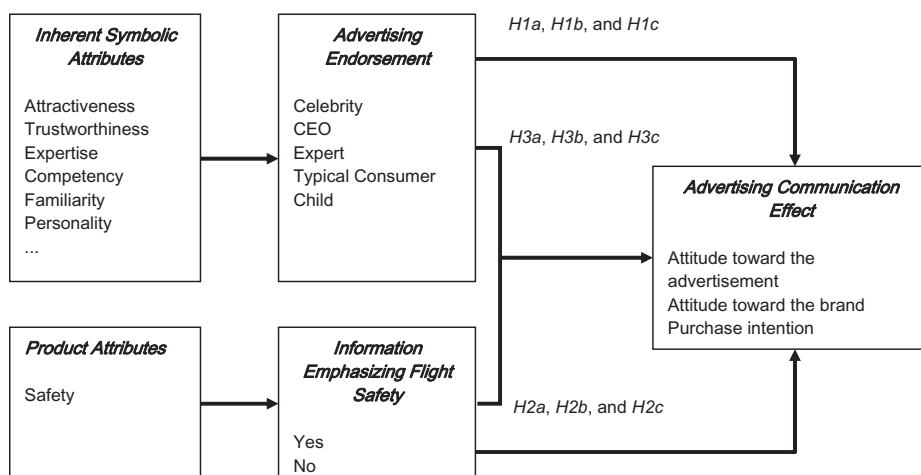 Inherent Symbolic
Attributes
Attractiveness
Trustworthiness
Expertise
Competency
Familiarity
Personality
...
Advertising
Endorsement
Celebrity
CEO
Expert
Typical Consumer
Child
H1a, H1b, and H1c
H3a, H3b, and H3c
Advertising Communication
Effect
Attitude toward the
advertisement
Attitude toward the brand
Purchase intention
Product Attributes
Safety
Information
Emphasizing Flight
Safety
Yes
No
H2a, H2b, and H2c